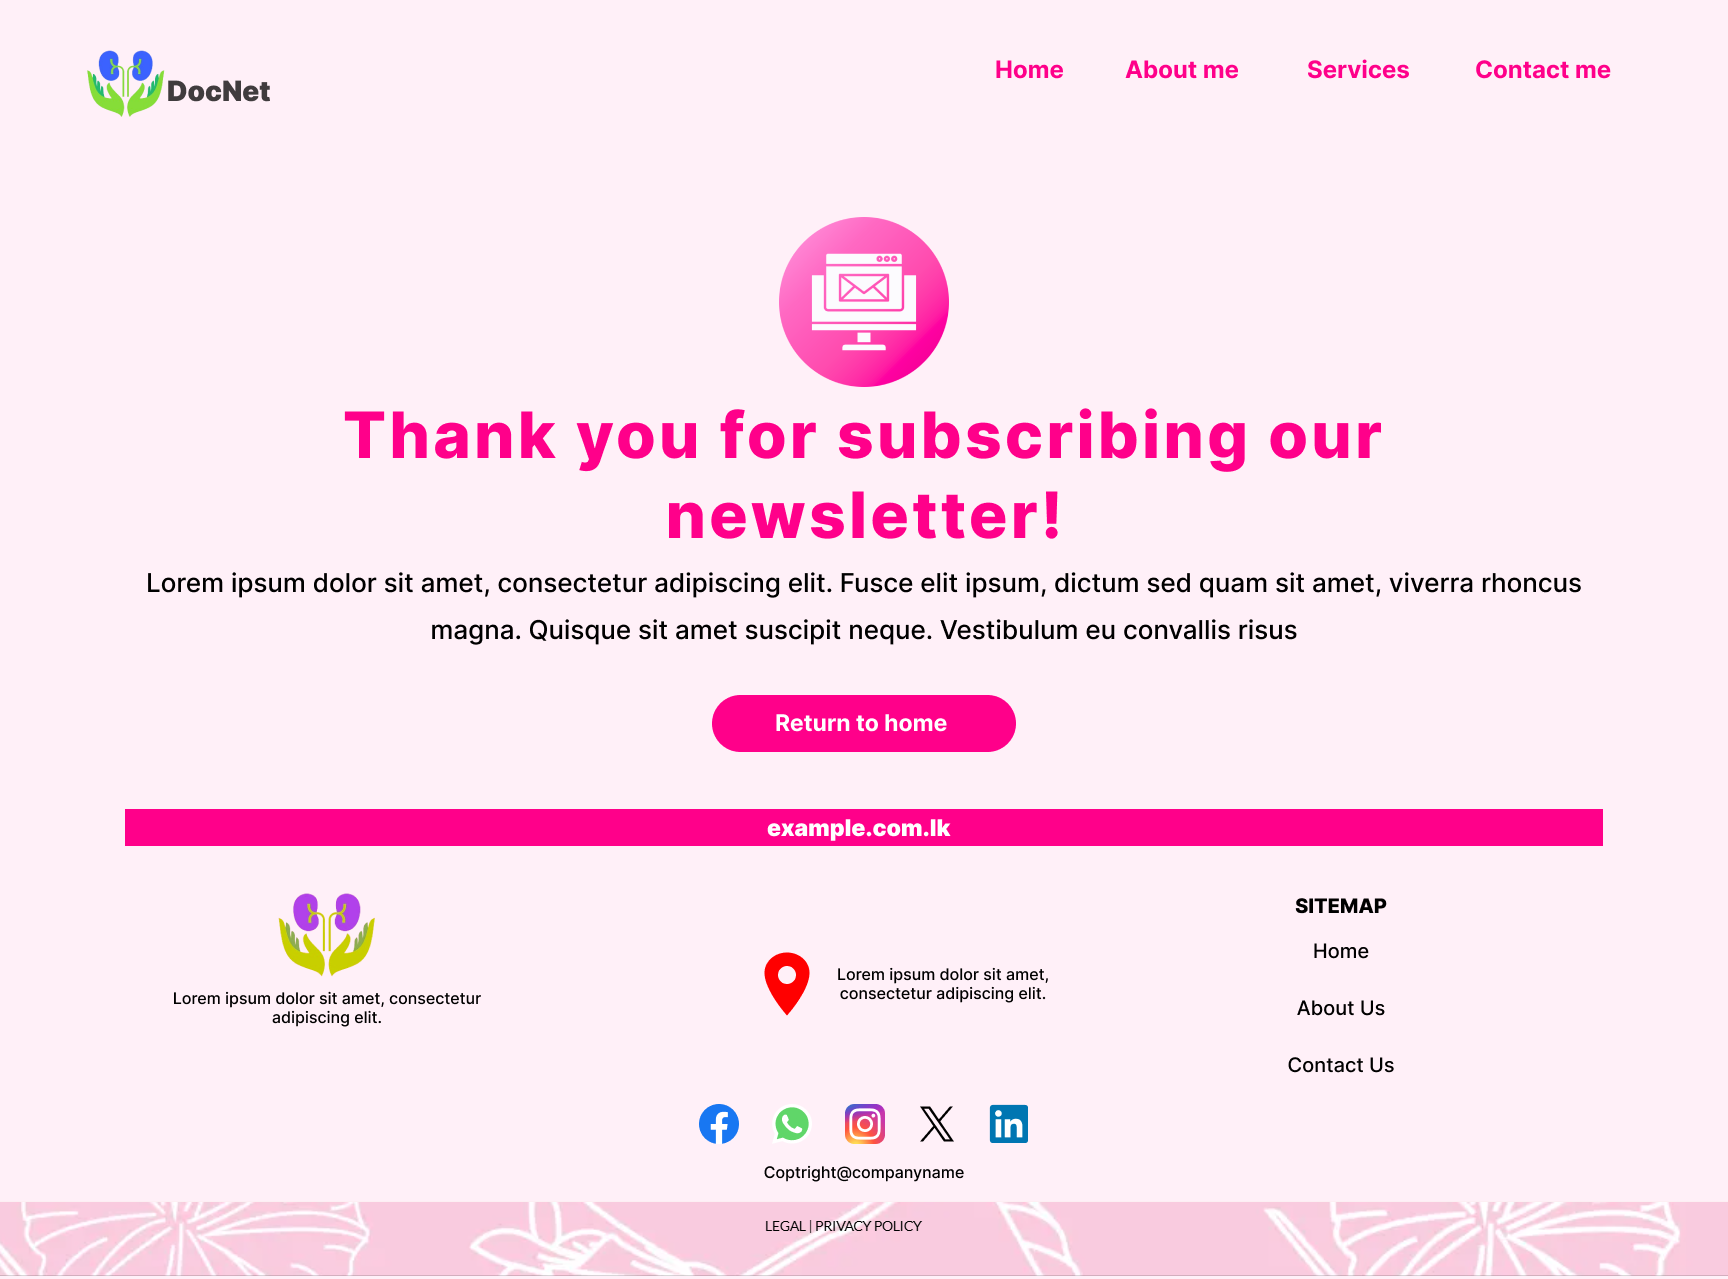 DocNet
Home
About me
Services
Contact me
Thank you for subscribing our
newsletter!
Lorem ipsum dolor sit amet, consectetur adipiscing elit. Fusce elit ipsum, dictum sed quam sit amet, viverra rhoncus
magna. Quisque sit amet suscipit neque. Vestibulum eu convallis risus
Return to home
example.com.lk
Lorem ipsum dolor sit amet, consectetur
adipiscing elit.
Lorem ipsum dolor sit amet,
consectetur adipiscing elit.
SITEMAP
Home
About Us
Contact Us
in
Coptright@companyname
LEGAL | PRIVACY POLICY